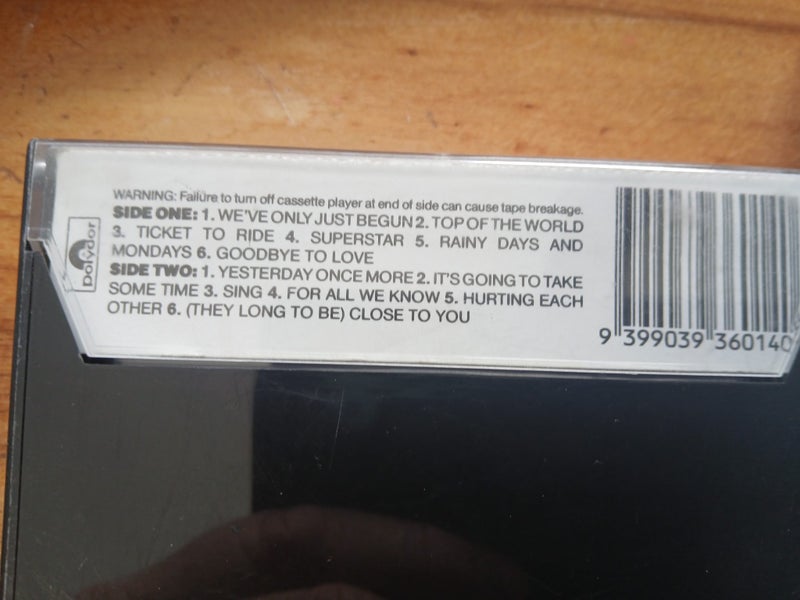 WARNING: Failure to turn off cassette player at end of side can cause tape breakage.
SIDE ONE: 1. WE'VE ONLY JUST BEGUN 2. TOP OF THE WORLD
3. TICKET TO RIDE 4. SUPERSTAR 5. RAINY DAYS AND
MONDAYS 6. GOODBYE TO LOVE
SIDE TWO: 1. YESTERDAY ONCE MORE 2. IT'S GOING TO TAKE
SOME TIME 3. SING 4. FOR ALL WE KNOW 5. HURTING EACH
OTHER 6. (THEY LONG TO BE) CLOSE TO YOU
Polydor
9 399039 360140